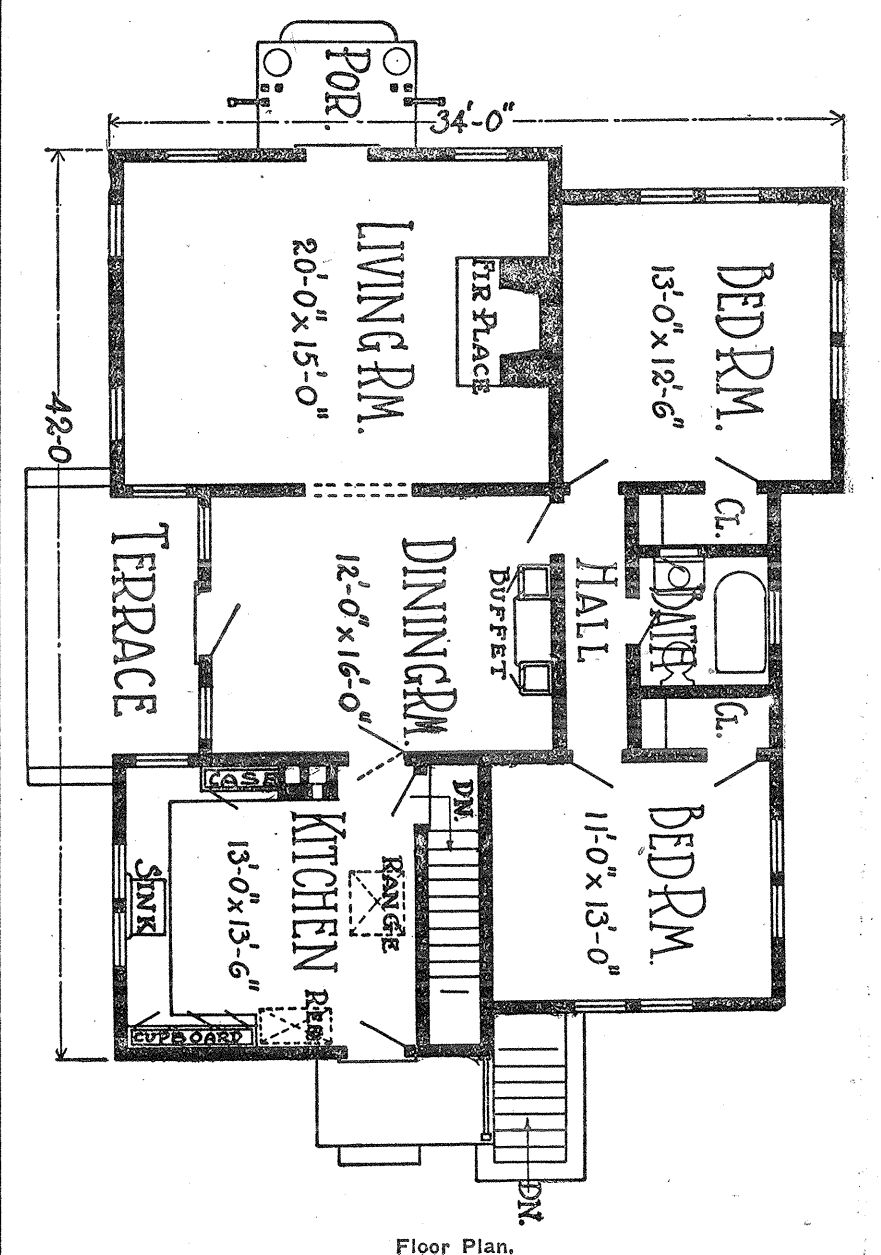 POR.
34'-0"
LIVING RM.
20'-0" x 15'-0"
FIR PLACE
BED RM.
13'-0" x 12'-6"
42-0
TERRACE
DINING RM.
12'-0" x 16'-0"
BUFFET
HALL
CL.
BATH
CL.
CASE
KITCHEN
13'-0" x 13'-6"
SINK
RANGE
REF
CUPBOARD
DN.
BED RM.
11'-0" x 13'-0"
DN.
Floor Plan.